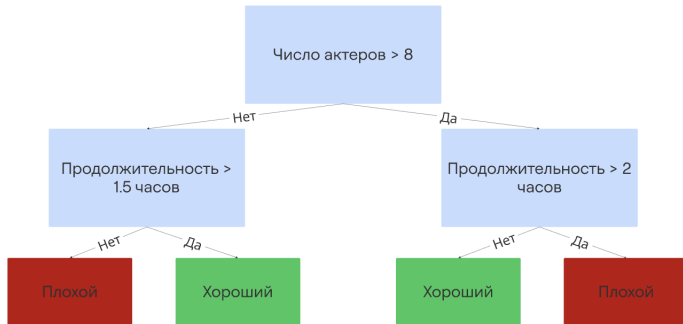 Число актеров > 8
Нет
Да
Продолжительность >
1.5 часов
Продолжительность > 2
часов
Нет
Да
Нет
Да
Плохой
Хороший
Хороший
Плохой